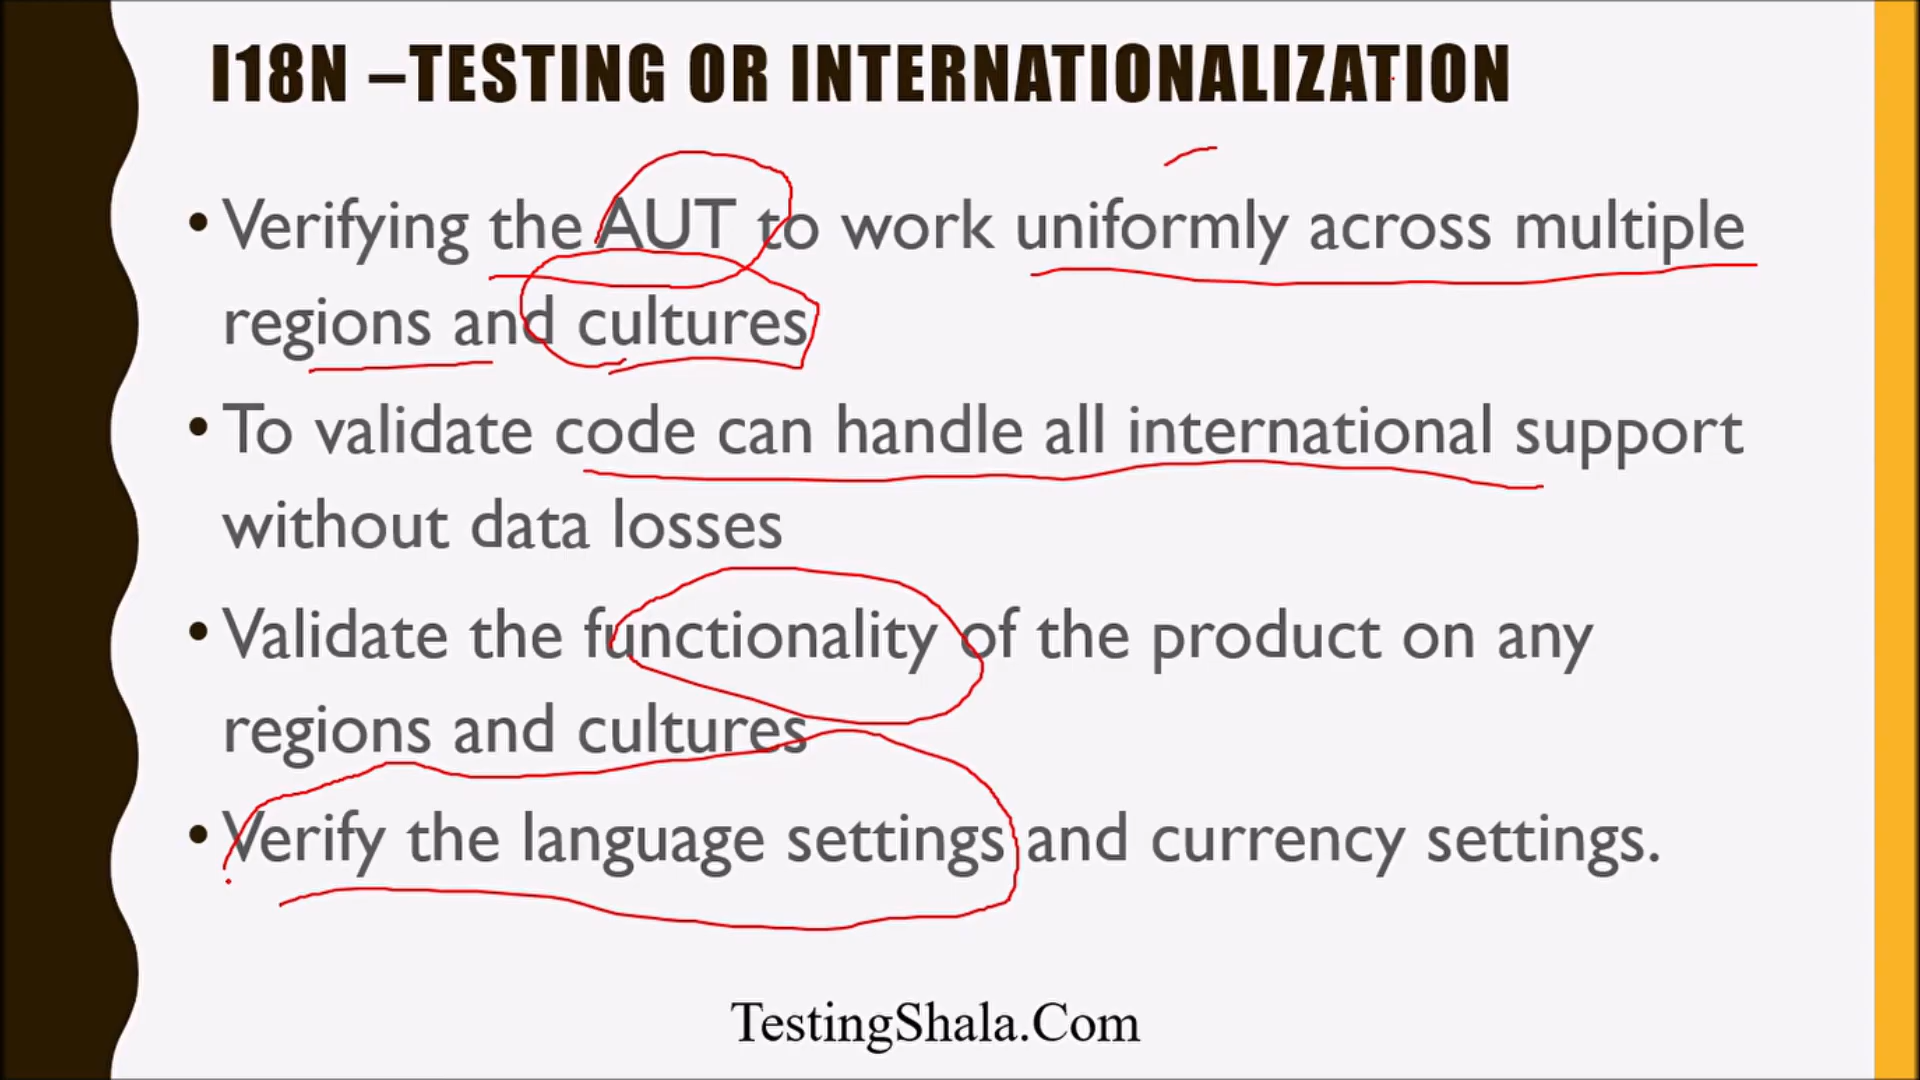 I18N –TESTING OR INTERNATIONALIZATION
• Verifying the AUT to work uniformly across multiple
regions and cultures
• To validate code can handle all international support
without data losses
• Validate the functionality of the product on any
regions and cultures
• Verify the language settings and currency settings.
TestingShala.Com